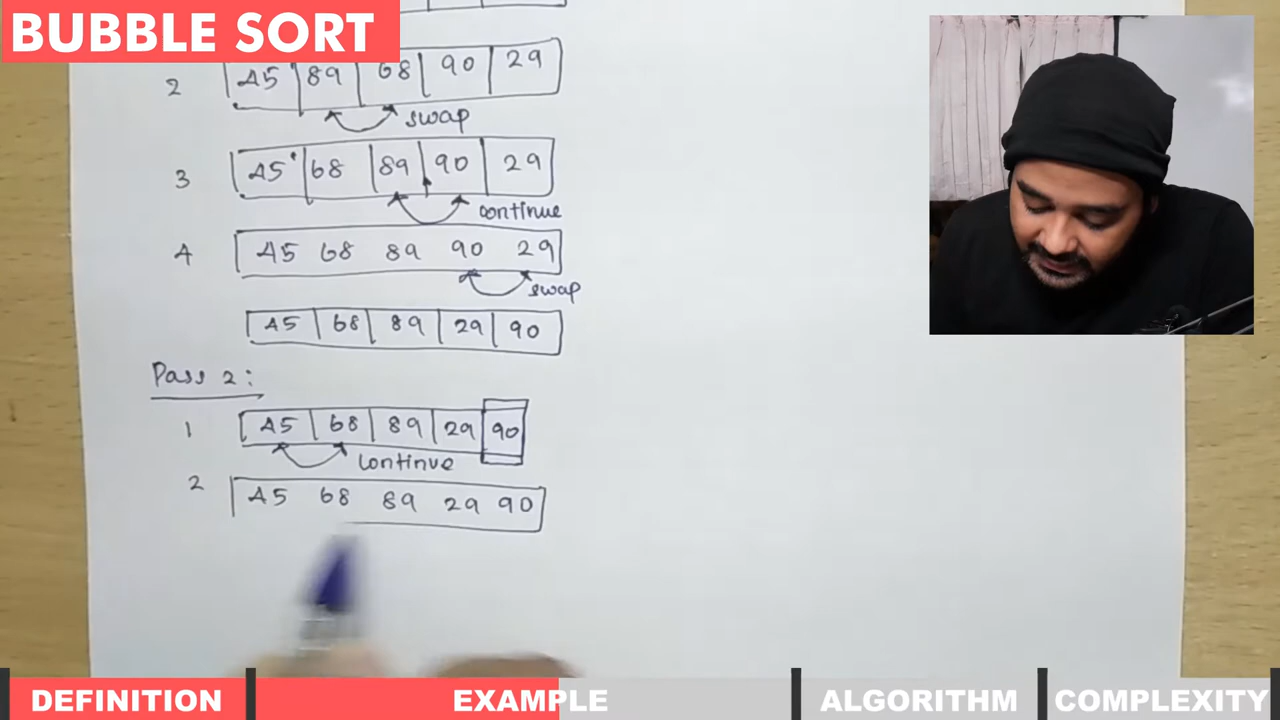 BUBBLE SORT
2 45 89 68 90 29
swap
3 45 68 89 90 29
continue
4 45 68 89 90 29
swap
45 68 89 29 90
Pass 2:
1 45 68 89 29 90
continue
2 45 68 89 29 90
DEFINITION EXAMPLE ALGORITHM COMPLEXITY